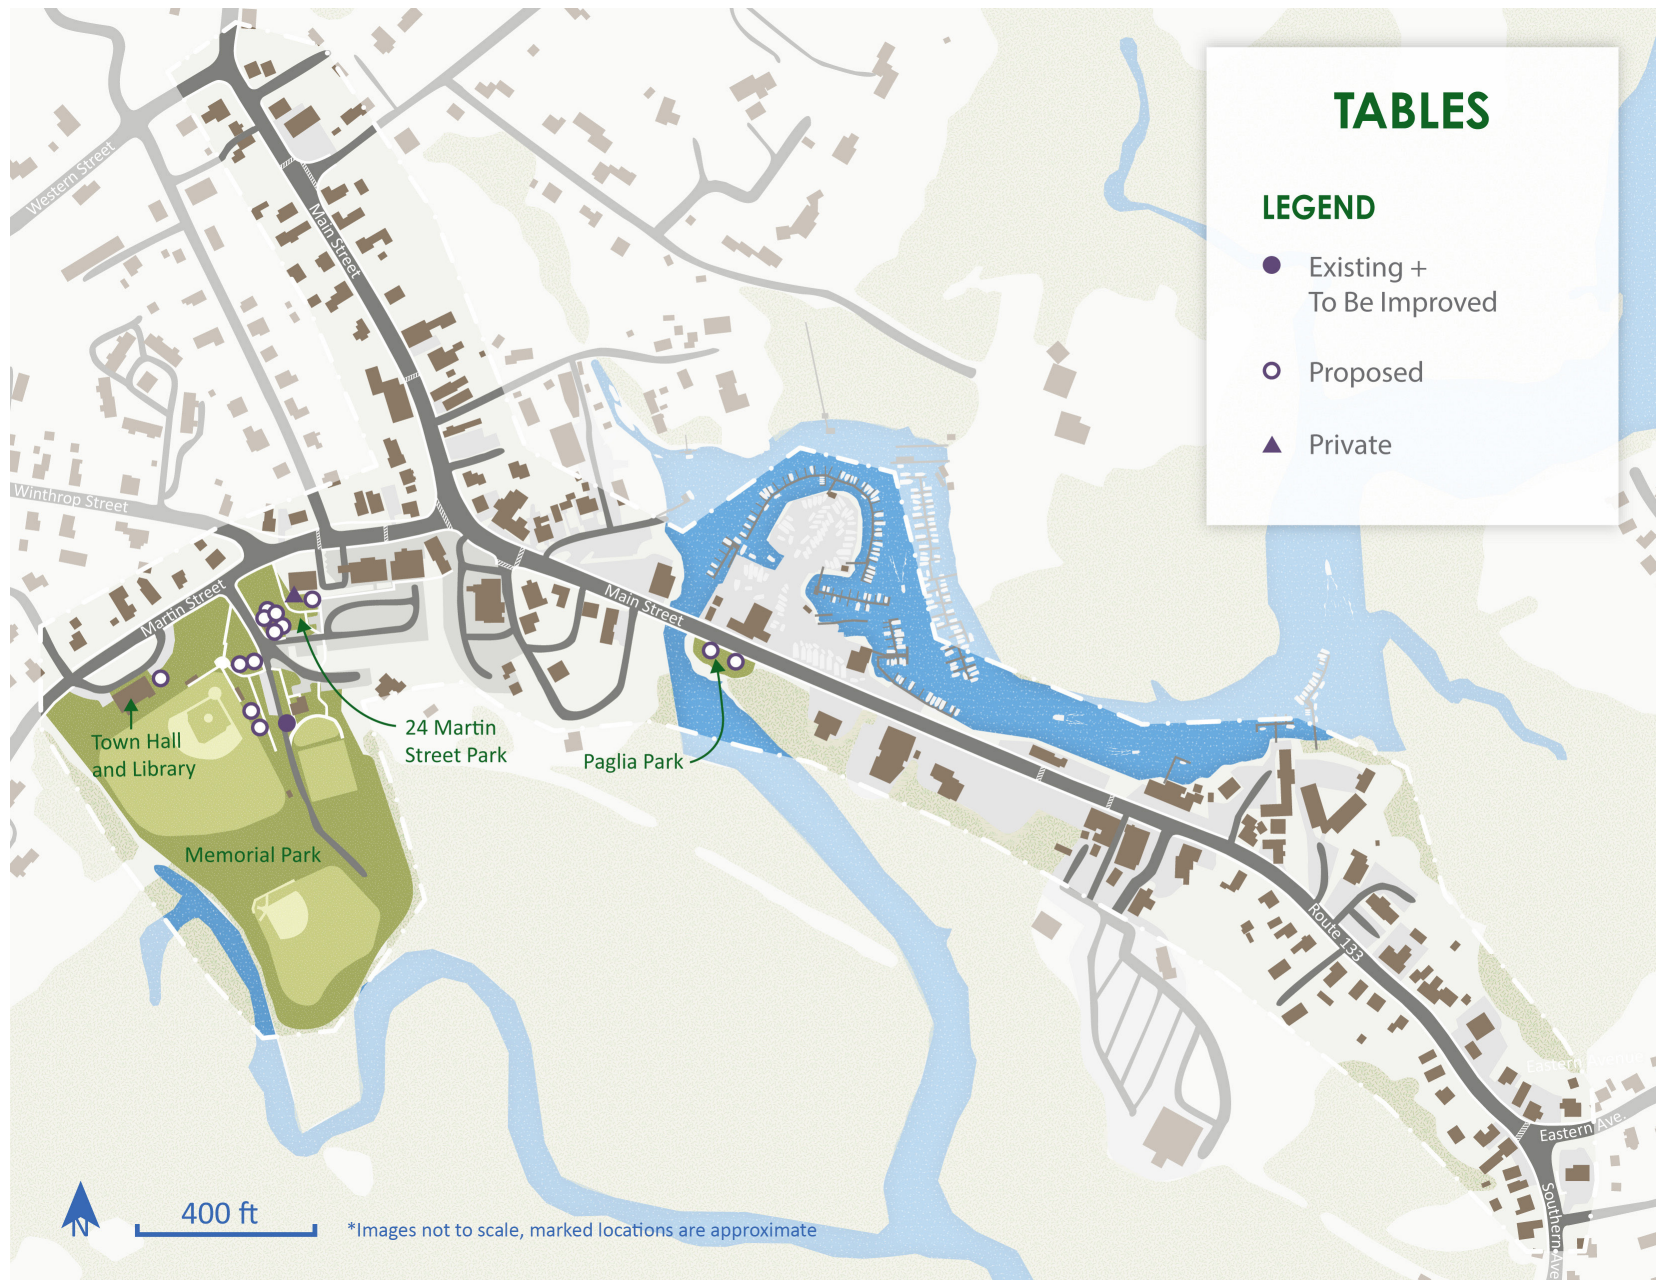 TABLES
LEGEND
Existing +
To Be Improved
Proposed
Private
Western Street
Main Street
Winthrop Street
Martin Street
Main Street
24 Martin
Street Park
Paglia Park
Town Hall
and Library
Memorial Park
Route 133
Eastern
Eastern Ave.
Southern Ave
N
400 ft
*Images not to scale, marked locations are approximate